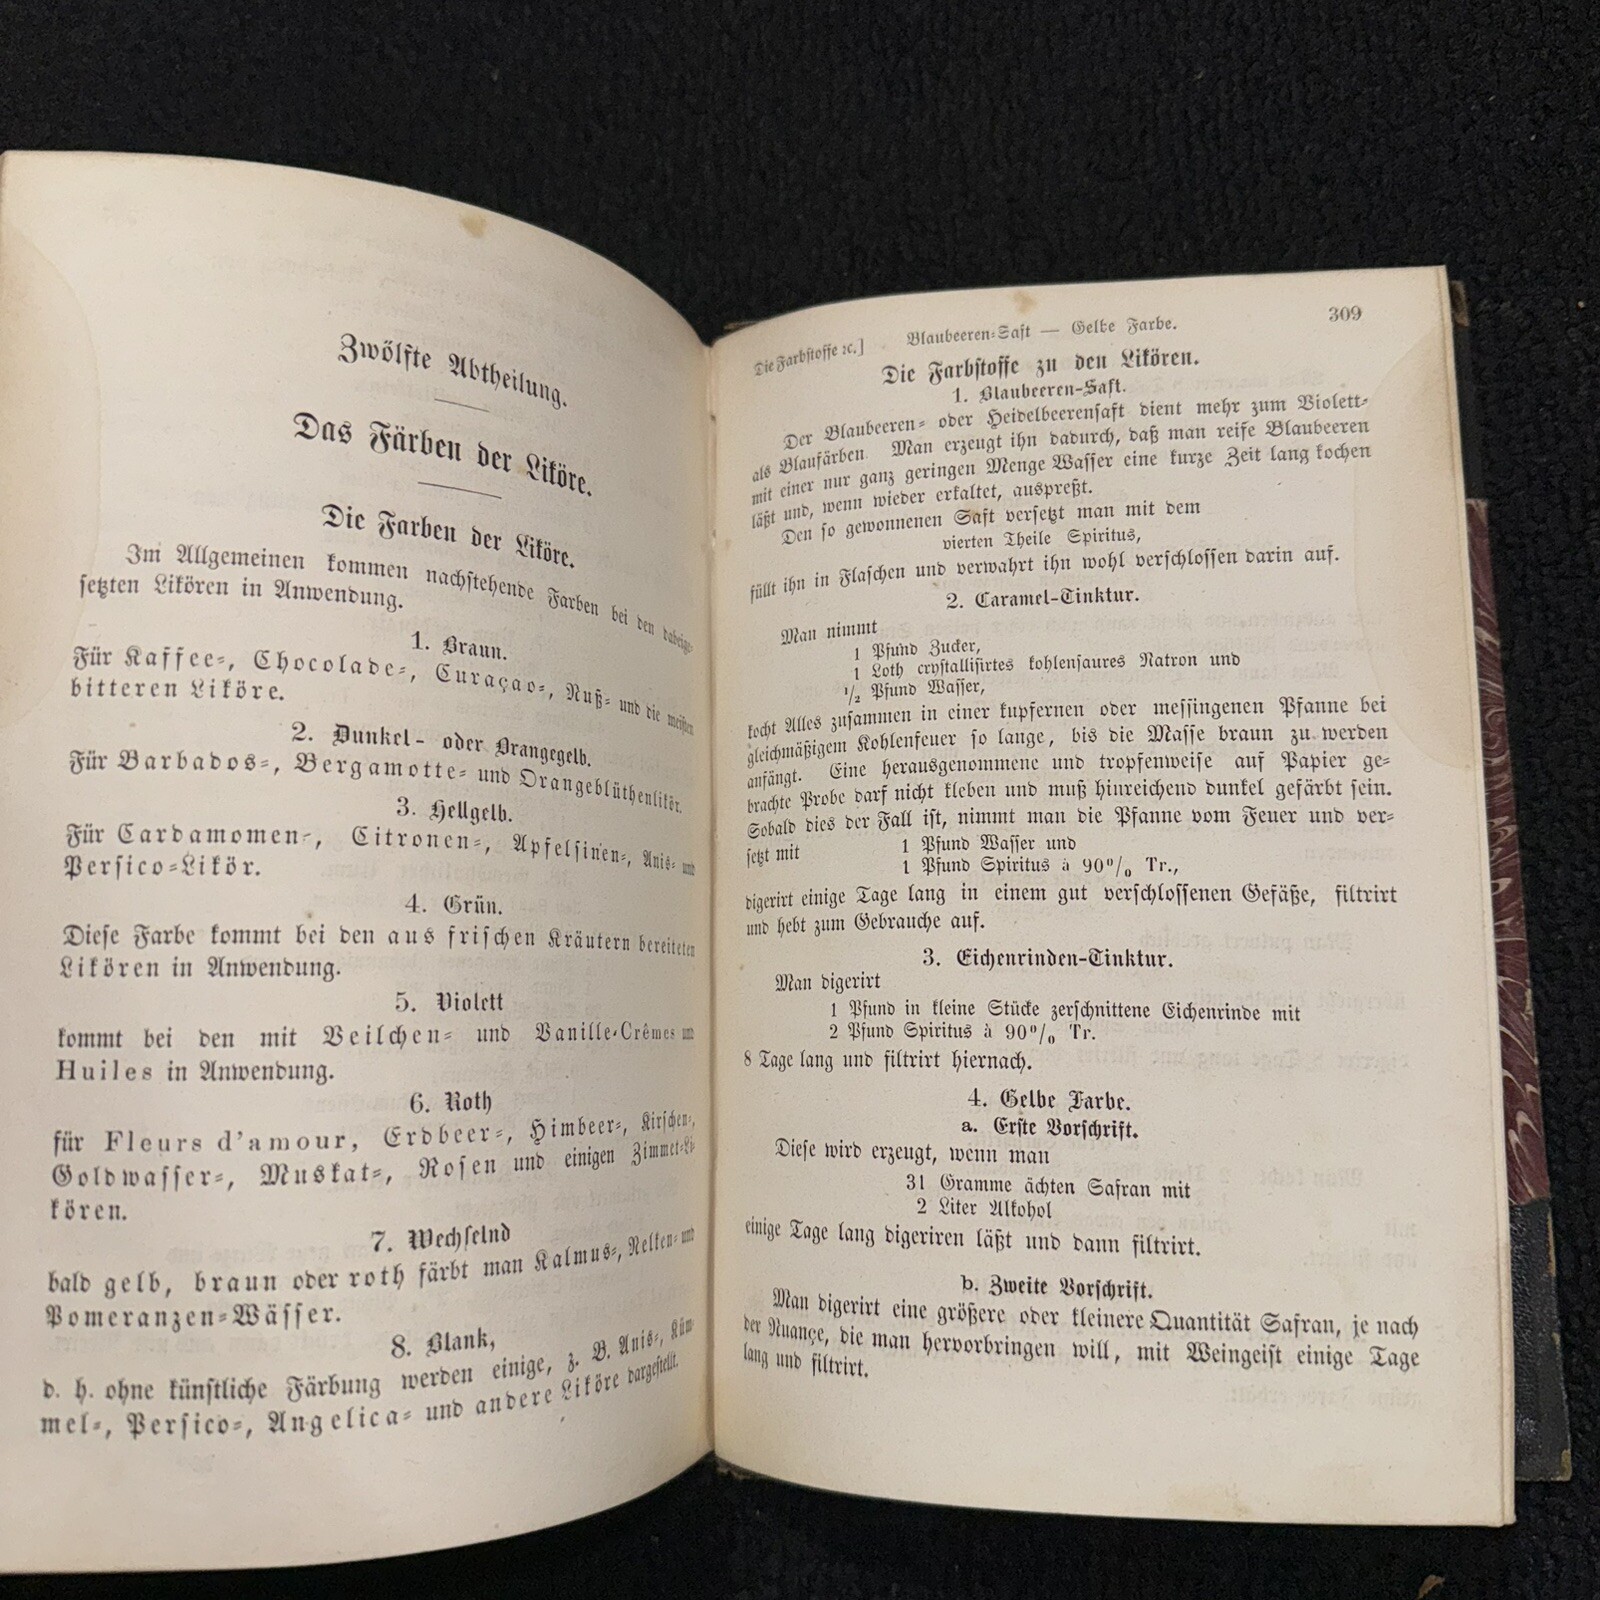 Zwölfte Abtheilung.
Das Färben der Liköre.
Die Farben der Liköre.
Im Allgemeinen kommen nachstehende Farben bei den dabeige-
setzten Likören in Anwendung.
1. Braun.
Für Kaffee-, Chocolade-, Curaçao-, Nuß- und die meisten
bitteren Liköre.
2. Dunkel- oder Orangegelb.
Für Barbados-, Bergamotte- und Orangeblüthenlikör.
3. Hellgelb.
Für Cardamomen-, Citronen-, Apfelsinen-, Anis- und
Persico-Likör.
4. Grün.
Diese Farbe kommt bei den aus frischen Kräutern bereiteten
Likören in Anwendung.
5. Violett
kommt bei den mit Veilchen- und Vanille-Crêmes und
Huiles in Anwendung.
6. Roth
für Fleurs d'amour, Erdbeer-, Himbeer-, Kirschen-,
Goldwasser-, Muskat-, Rosen und einigen Zimmet-Li-
kören.
7. Wechselnd
bald gelb, braun oder roth färbt man Kalmus-, Nelken- und
Pomeranzen-Wässer.
8. Blank,
d. h. ohne künstliche Färbung werden einige, z. B. Anis-, Küm-
mel-, Persico-, Angelica- und andere Liköre dargestellt.
Die Farbstoffe ꝛc.] Blaubeeren-Saft — Gelbe Farbe. 309
Die Farbstoffe zu den Likören.
1. Blaubeeren-Saft.
Der Blaubeeren- oder Heidelbeerensaft dient mehr zum Violett-
als Blaufärben. Man erzeugt ihn dadurch, daß man reife Blaubeeren
mit einer nur ganz geringen Menge Wasser eine kurze Zeit lang kochen
läßt und, wenn wieder erkaltet, auspreßt.
Den so gewonnenen Saft versetzt man mit dem
vierten Theile Spiritus,
füllt ihn in Flaschen und verwahrt ihn wohl verschlossen darin auf.
2. Caramel-Tinktur.
Man nimmt
1 Pfund Zucker,
1 Loth crystallisirtes kohlensaures Natron und
1/2 Pfund Wasser,
kocht Alles zusammen in einer kupfernen oder messingenen Pfanne bei
gleichmäßigem Kohlenfeuer so lange, bis die Masse braun zu werden
anfängt. Eine herausgenommene und tropfenweise auf Papier ge-
brachte Probe darf nicht kleben und muß hinreichend dunkel gefärbt sein.
Sobald dies der Fall ist, nimmt man die Pfanne vom Feuer und ver-
setzt mit 1 Pfund Wasser und
1 Pfund Spiritus à 90 0/0 Tr.,
digerirt einige Tage lang in einem gut verschlossenen Gefäße, filtrirt
und hebt zum Gebrauche auf.
3. Eichenrinden-Tinktur.
Man digerirt
1 Pfund in kleine Stücke zerschnittene Eichenrinde mit
2 Pfund Spiritus à 90 0/0 Tr.
8 Tage lang und filtrirt hiernach.
4. Gelbe Farbe.
a. Erste Vorschrift.
Diese wird erzeugt, wenn man
31 Gramme ächten Safran mit
2 Liter Alkohol
einige Tage lang digeriren läßt und dann filtrirt.
b. Zweite Vorschrift.
Man digerirt eine größere oder kleinere Quantität Safran, je nach
der Nuançe, die man hervorbringen will, mit Weingeist einige Tage
lang und filtrirt.